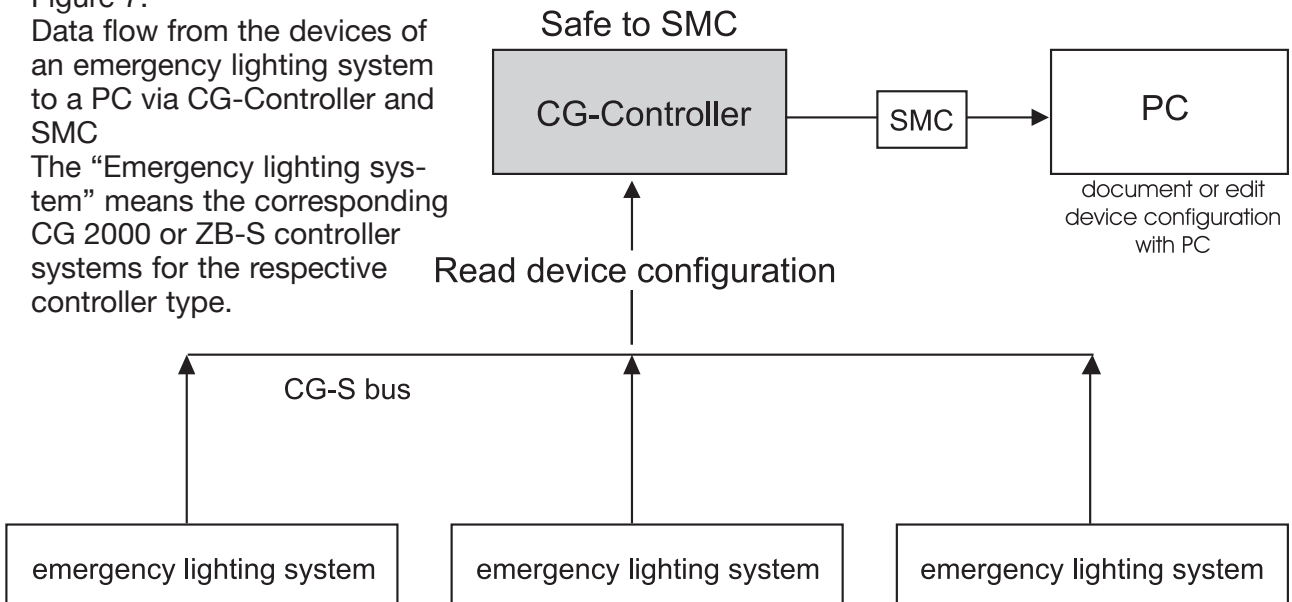 Figure 7:
Data flow from the devices of
an emergency lighting system
to a PC via CG-Controller and
SMC
The “Emergency lighting sys-
tem” means the corresponding
CG 2000 or ZB-S controller
systems for the respective
controller type.
Safe to SMC
CG-Controller
SMC
PC
document or edit
device configuration
with PC
Read device configuration
CG-S bus
emergency lighting system
emergency lighting system
emergency lighting system